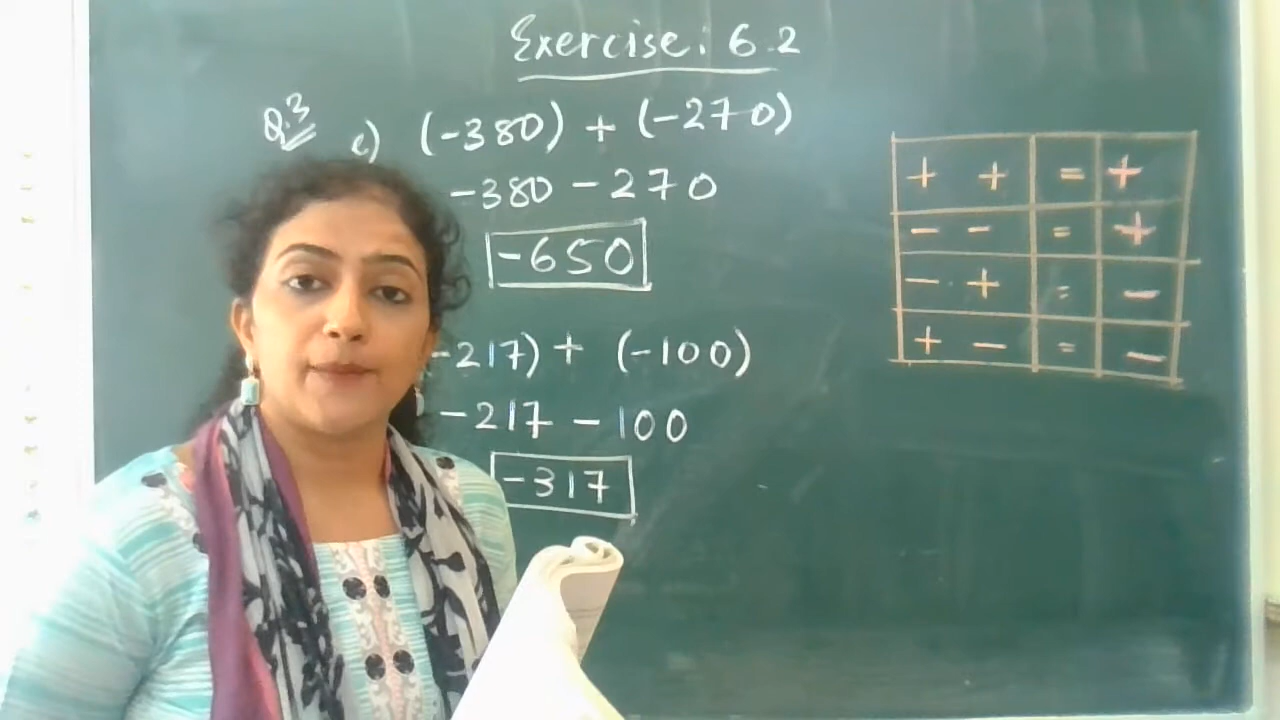 Exercise: 6.2
Q.3 c) (-380) + (-270)
-380 - 270
-650
-217) + (-100)
-217 - 100
-317
+ + = +
- - = +
- + = -
+ - = -